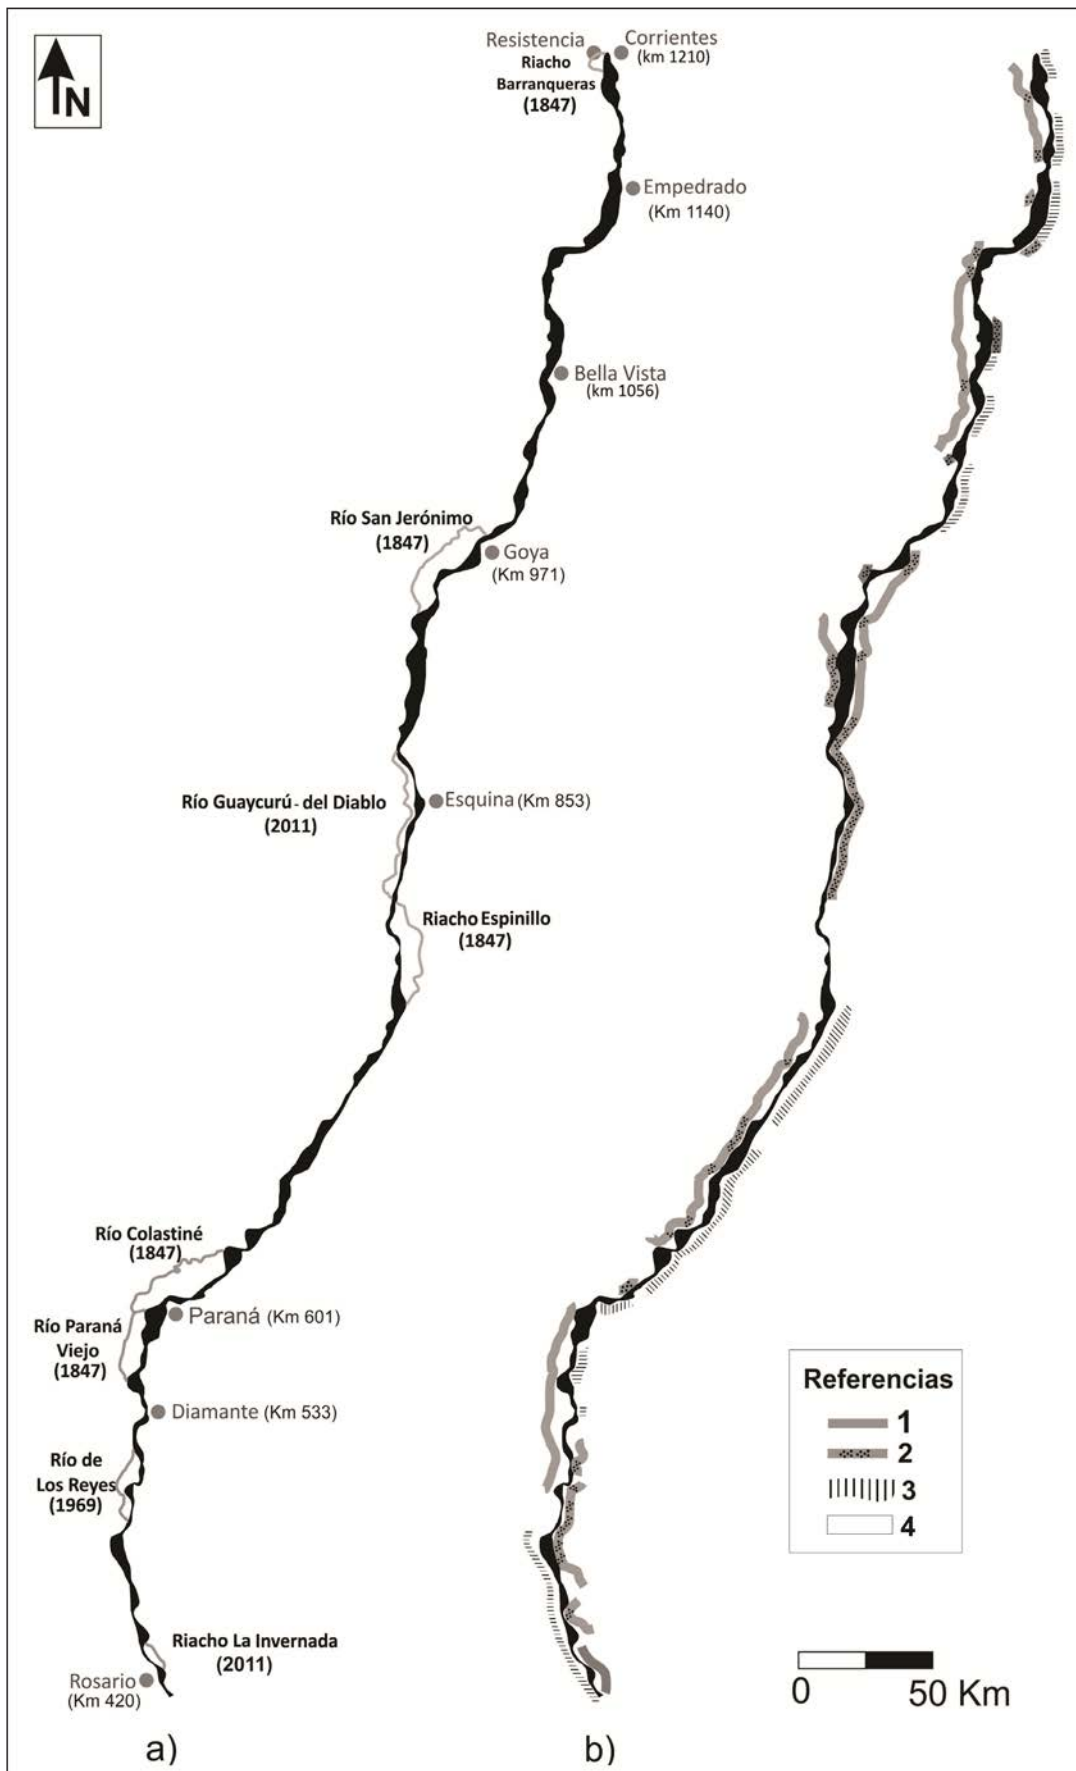 N
Resistencia
Corrientes
(km 1210)
Riacho
Barranqueras
(1847)
Empedrado
(Km 1140)
Bella Vista
(km 1056)
Río San Jerónimo
(1847)
Goya
(Km 971)
Río Guaycurú - del Diablo
(2011)
Esquina (Km 853)
Riacho Espinillo
(1847)
Río Colastiné
(1847)
Río Paraná
Viejo
(1847)
Paraná (Km 601)
Diamante (Km 533)
Río de
Los Reyes
(1969)
Riacho La Invernada
(2011)
Rosario
(Km 420)
a)
Referencias
1
2
3
4
0 50 Km
b)